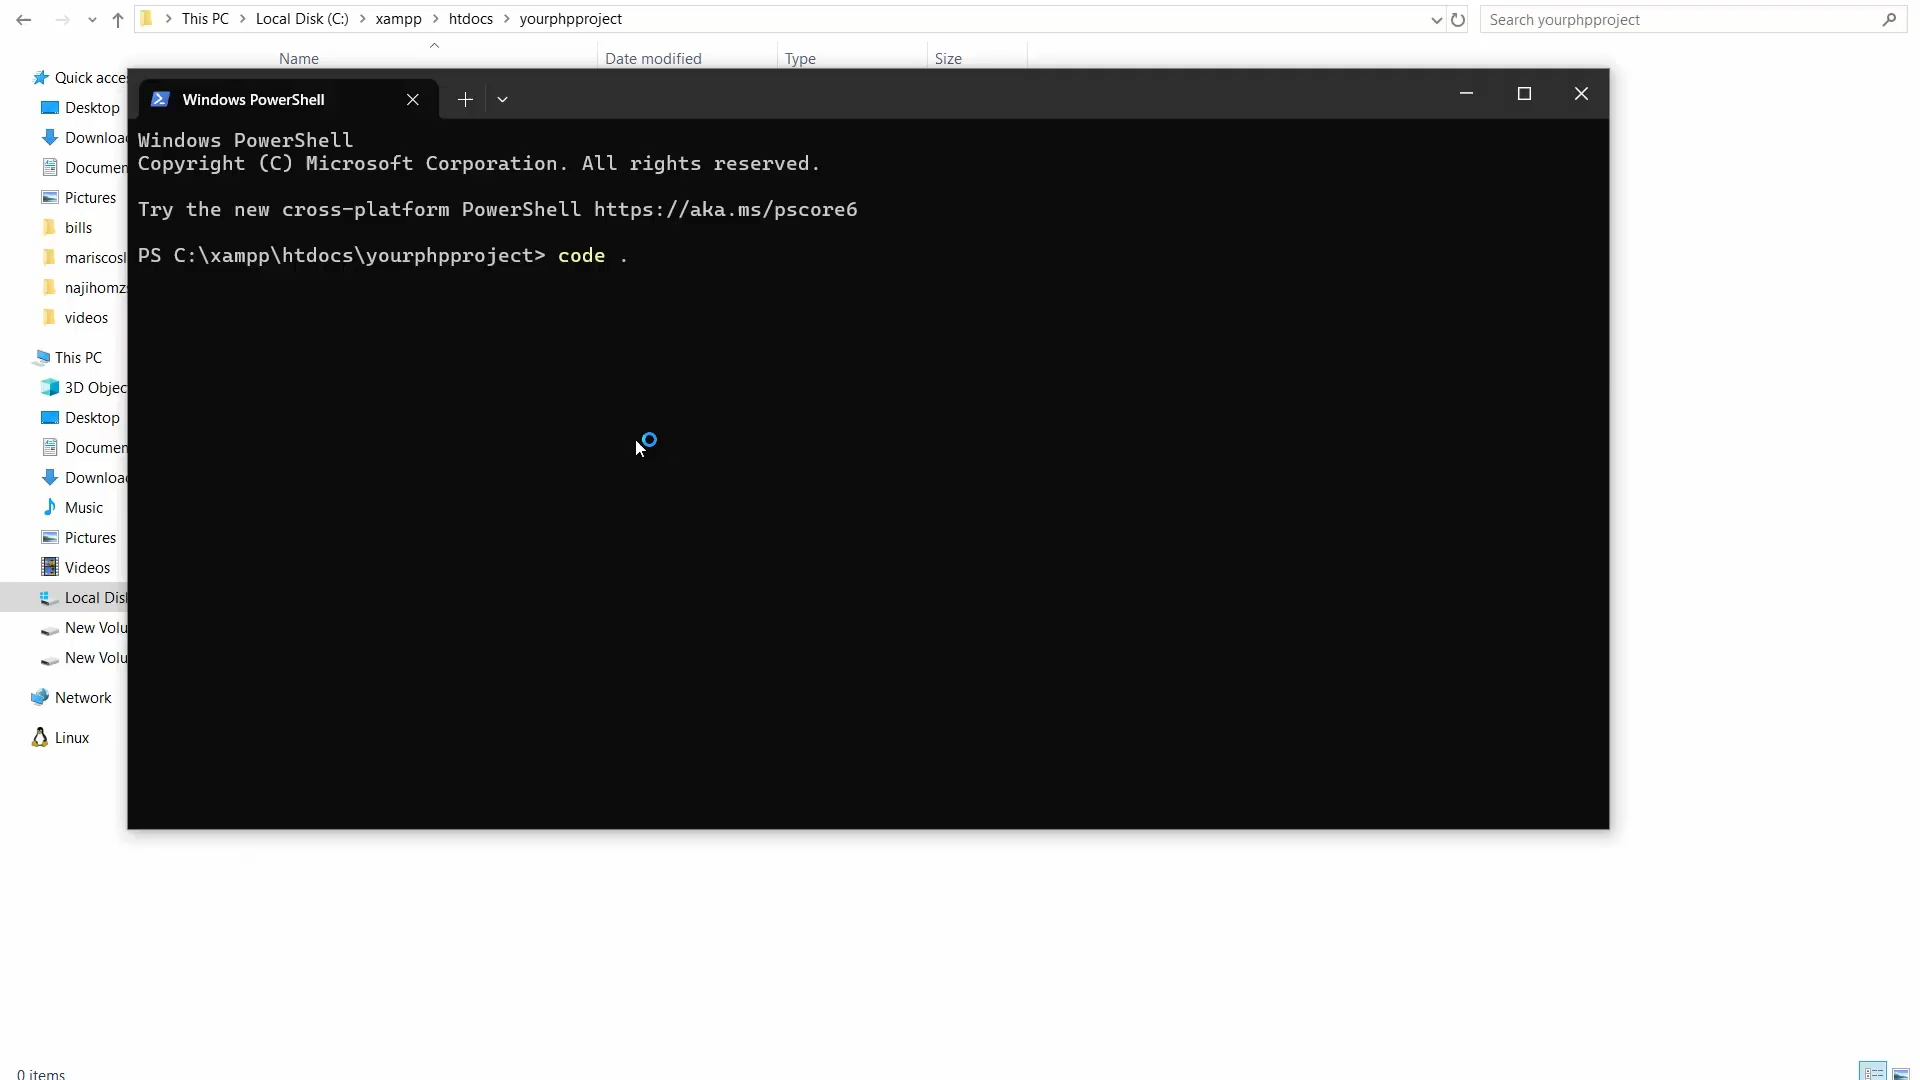 This PC > Local Disk (C:) > xampp > htdocs > yourphpproject
Search yourphpproject
Name
Date modified
Type
Size
Quick acce
Desktop
Downloa
Documen
Pictures
bills
mariscosl
najihomz
videos
This PC
3D Objec
Desktop
Documen
Downloa
Music
Pictures
Videos
Local Dis
New Volu
New Volu
Network
Linux
Windows PowerShell
Windows PowerShell
Copyright (C) Microsoft Corporation. All rights reserved.
Try the new cross-platform PowerShell https://aka.ms/pscore6
PS C:\xampp\htdocs\yourphpproject> code .
0 items